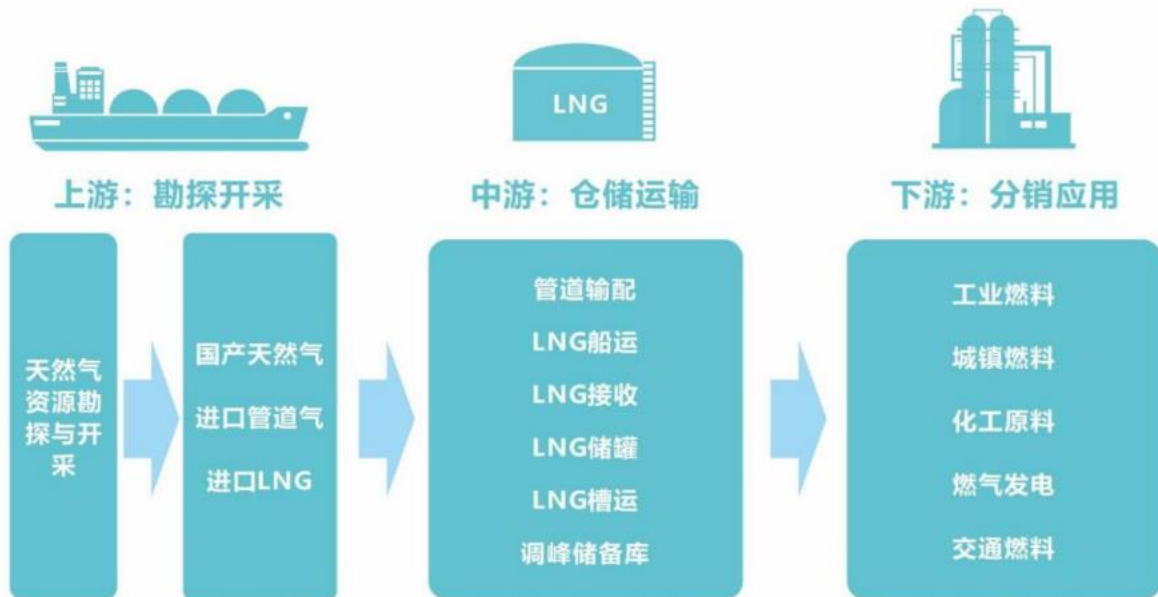 LNG
上游：勘探开采
中游：仓储运输
下游：分销应用
天然气
资源勘
探与开
采
国产天然气
进口管道气
进口LNG
管道输配
LNG船运
LNG接收
LNG储罐
LNG槽运
调峰储备库
工业燃料
城镇燃料
化工原料
燃气发电
交通燃料